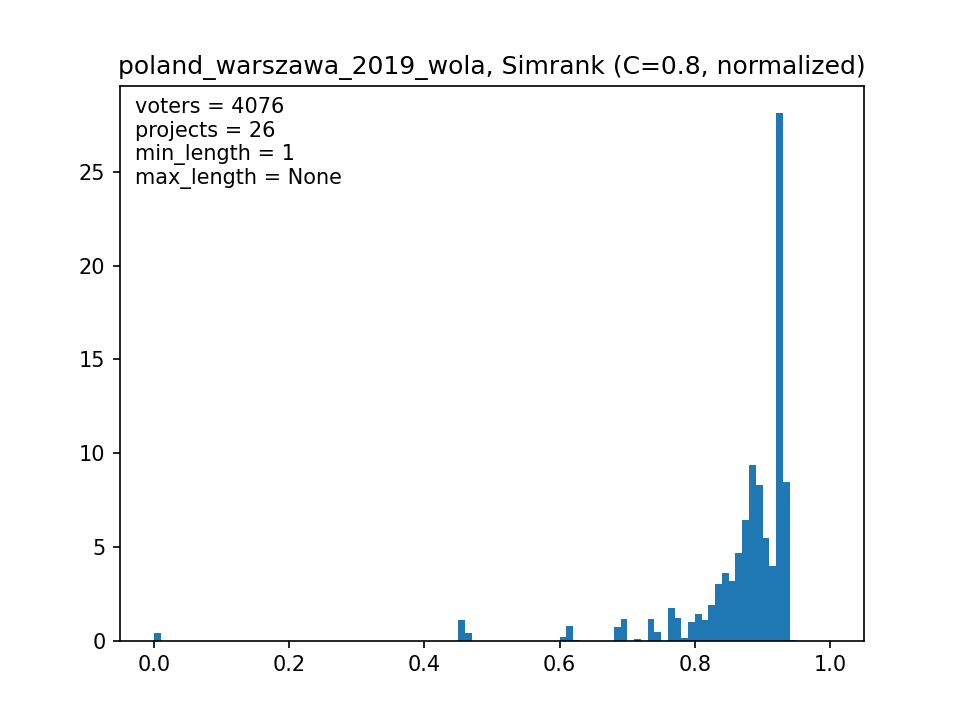 poland_warszawa_2019_wola, Simrank (C=0.8, normalized)
voters = 4076
projects = 26
min_length = 1
max_length = None
25
20
15
10
5
0
0.0 0.2 0.4 0.6 0.8 1.0